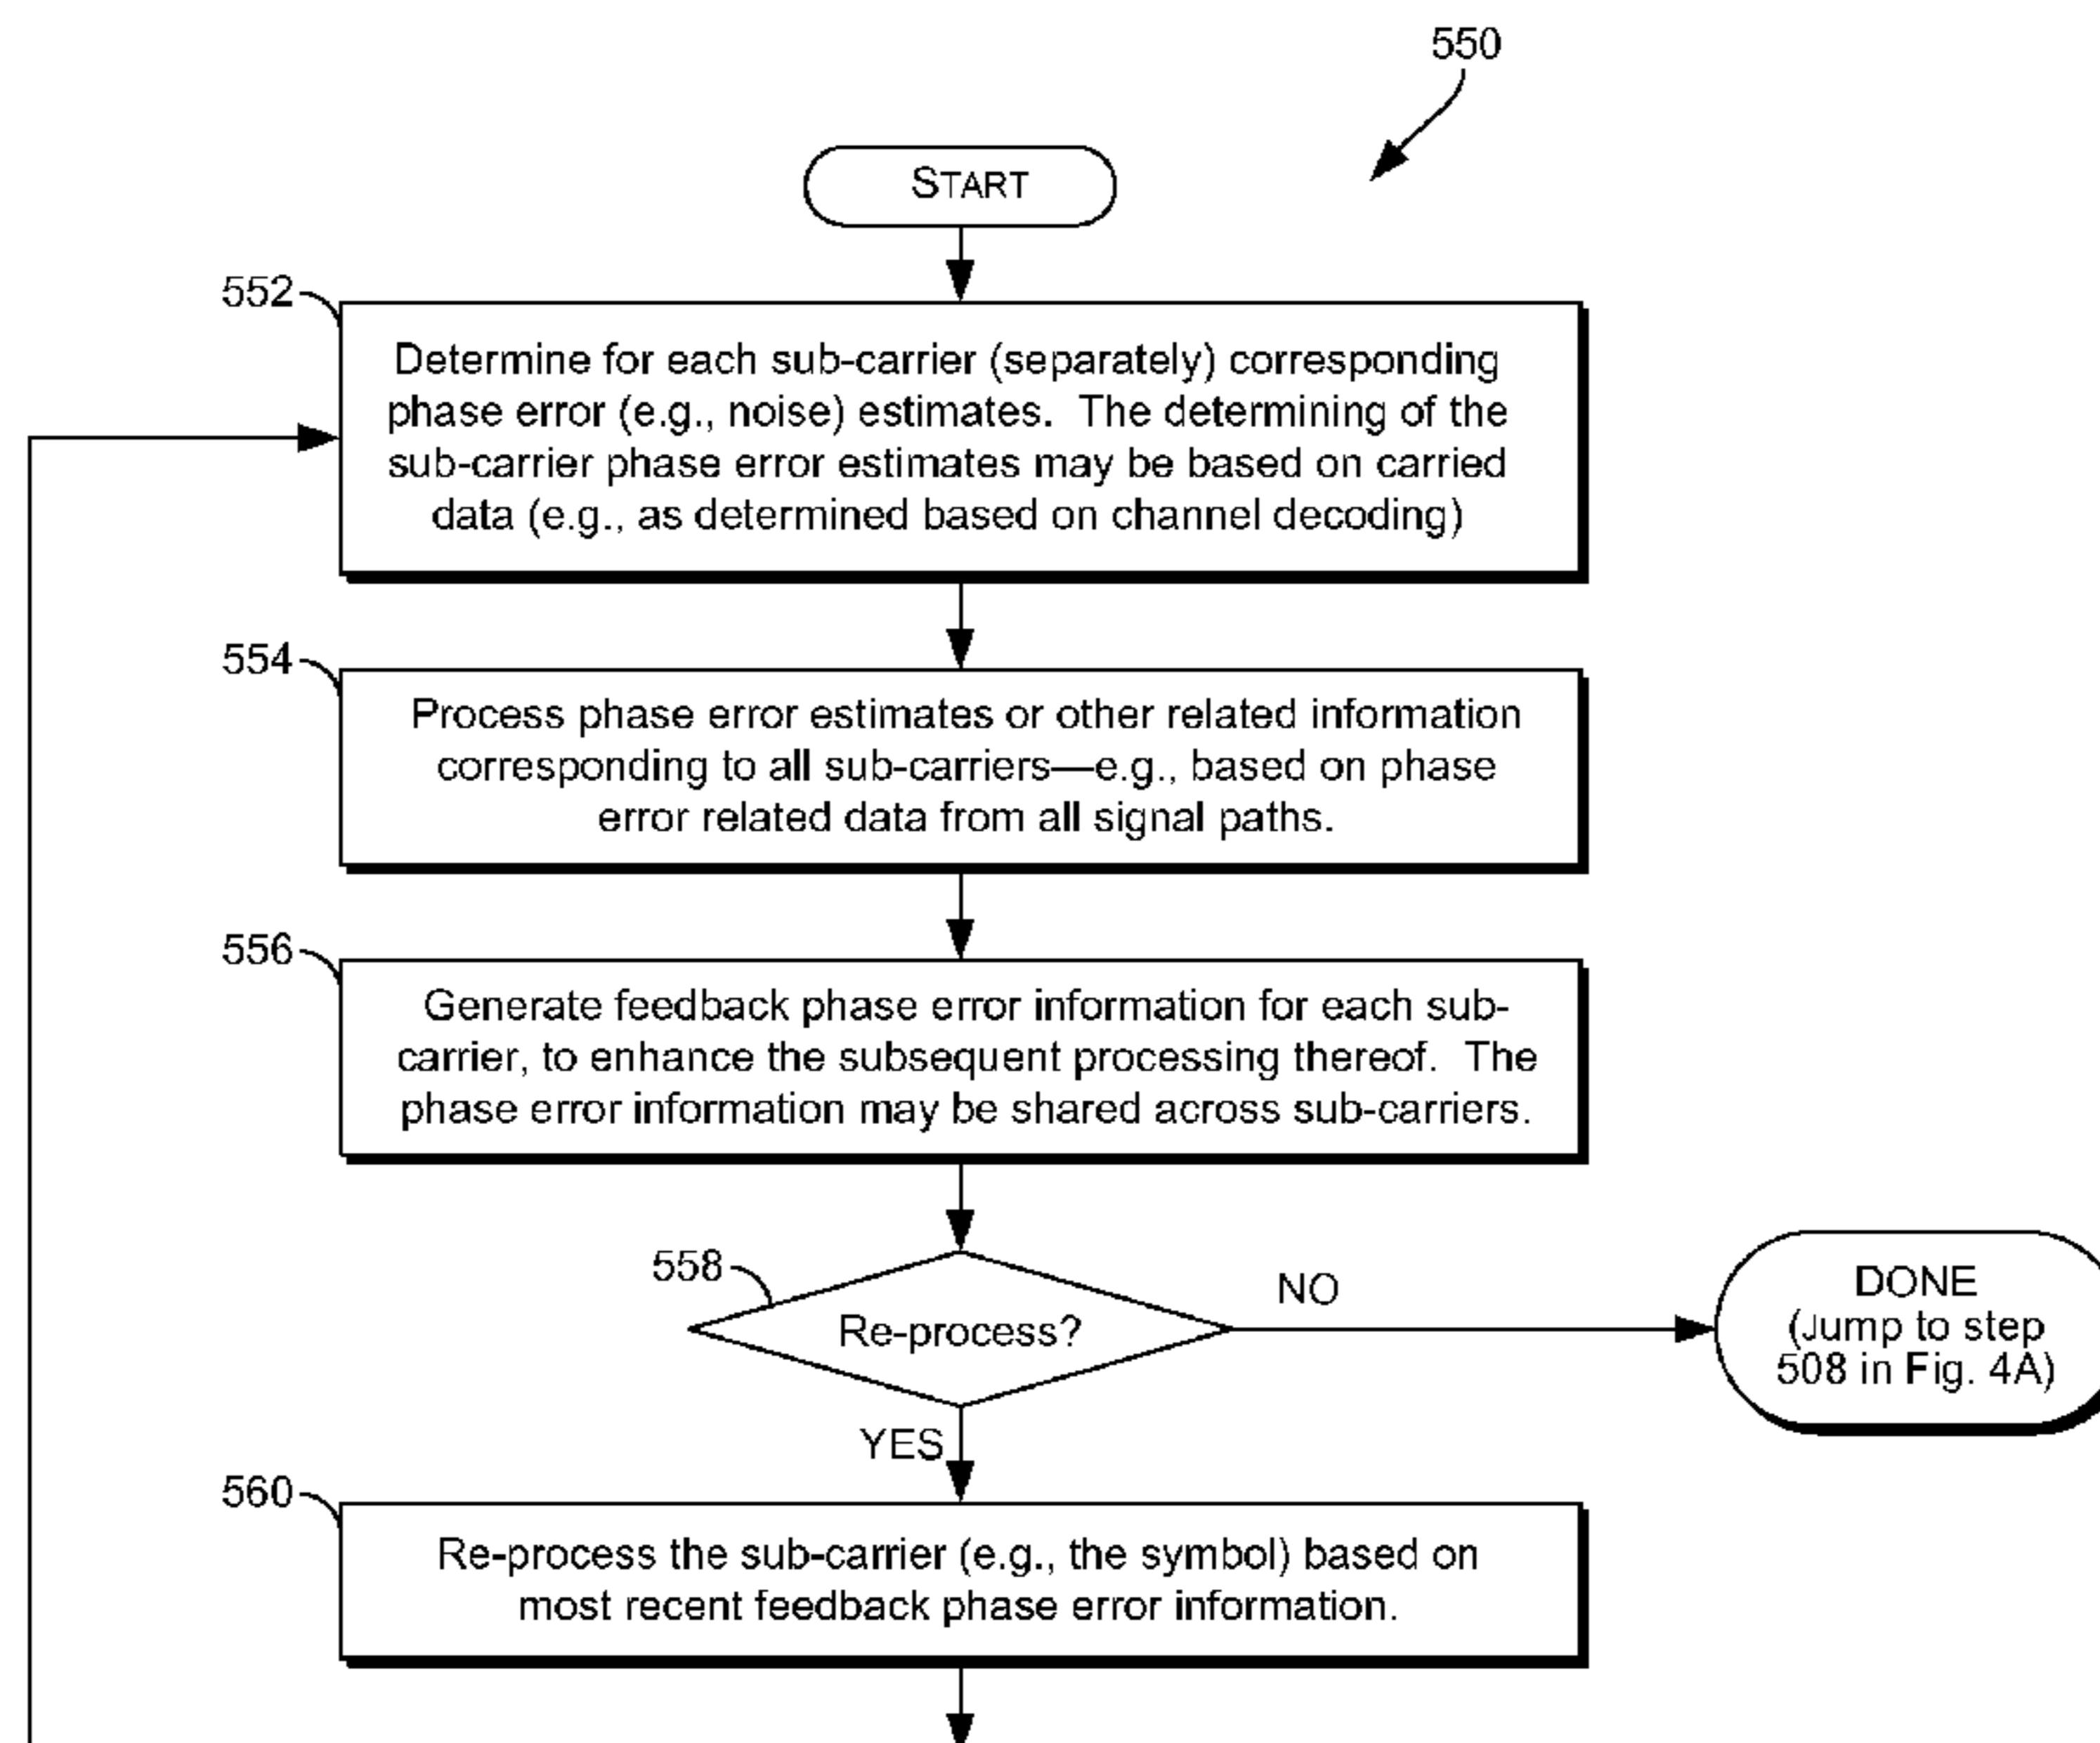 550
START
552
Determine for each sub-carrier (separately) corresponding
phase error (e.g., noise) estimates. The determining of the
sub-carrier phase error estimates may be based on carried
data (e.g., as determined based on channel decoding)
554
Process phase error estimates or other related information
corresponding to all sub-carriers—e.g., based on phase
error related data from all signal paths.
556
Generate feedback phase error information for each sub-
carrier, to enhance the subsequent processing thereof. The
phase error information may be shared across sub-carriers.
558
Re-process?
NO
DONE
(Jump to step
508 in Fig. 4A)
YES
560
Re-process the sub-carrier (e.g., the symbol) based on
most recent feedback phase error information.